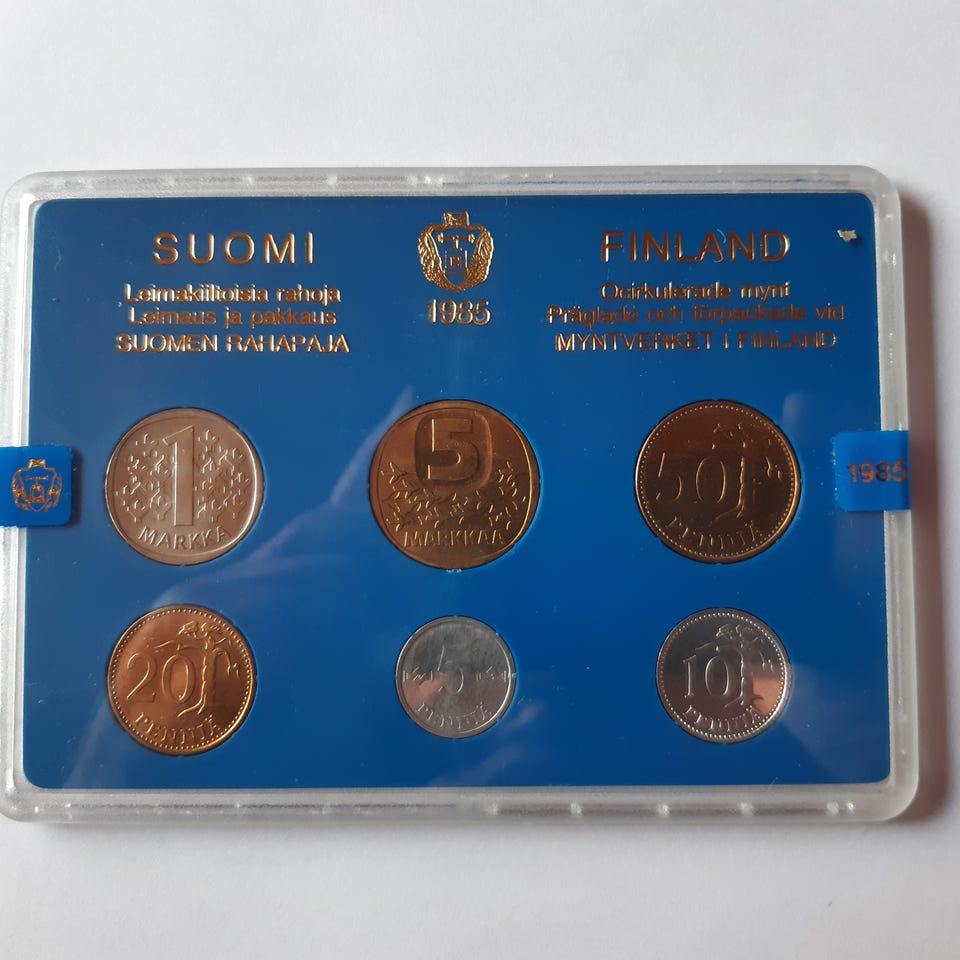 SUOMI
Leimakiiltoisia rahoja
Leimaus ja pakkaus
SUOMEN RAHAPAJA
1985
FINLAND
Ocirkulerade mynt
Präglade och förpackade vid
MYNTVERKET I FINLAND
1
MARKKA
5
MARKKAA
50
PENNIÄ
1985
20
PENNIÄ
5
PENNIÄ
10
PENNIÄ